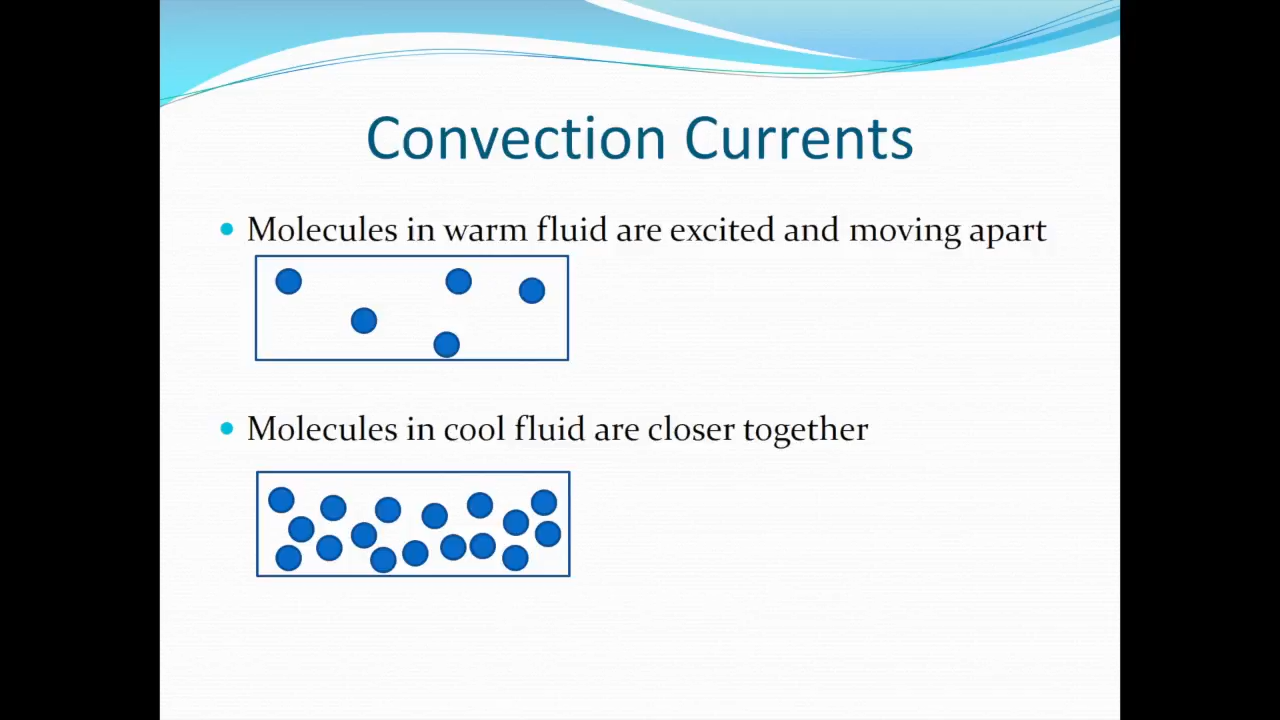 Convection Currents
• Molecules in warm fluid are excited and moving apart
• Molecules in cool fluid are closer together